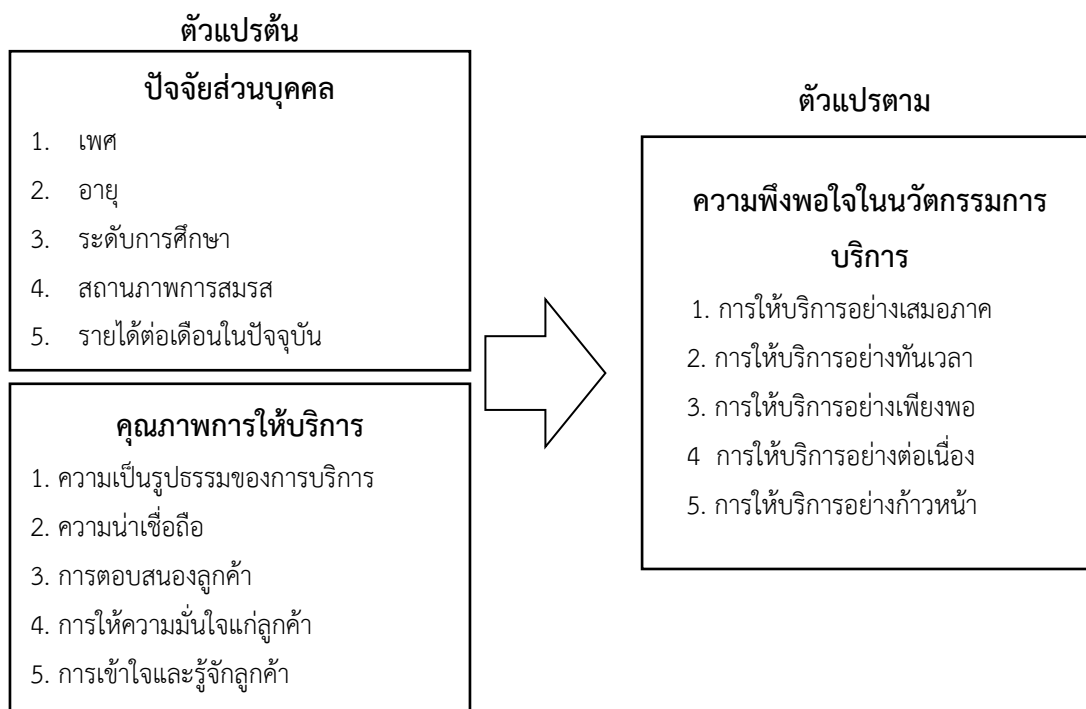 ตัวแปรต้น
ปัจจัยส่วนบุคคล
1. เพศ
2. อายุ
3. ระดับการศึกษา
4. สถานภาพการสมรส
5. รายได้ต่อเดือนในปัจจุบัน
คุณภาพการให้บริการ
1. ความเป็นรูปธรรมของการบริการ
2. ความน่าเชื่อถือ
3. การตอบสนองลูกค้า
4. การให้ความมั่นใจแก่ลูกค้า
5. การเข้าใจและรู้จักลูกค้า
ตัวแปรตาม
ความพึงพอใจในนวัตกรรมการ
บริการ
1. การให้บริการอย่างเสมอภาค
2. การให้บริการอย่างทันเวลา
3. การให้บริการอย่างเพียงพอ
4 การให้บริการอย่างต่อเนื่อง
5. การให้บริการอย่างก้าวหน้า